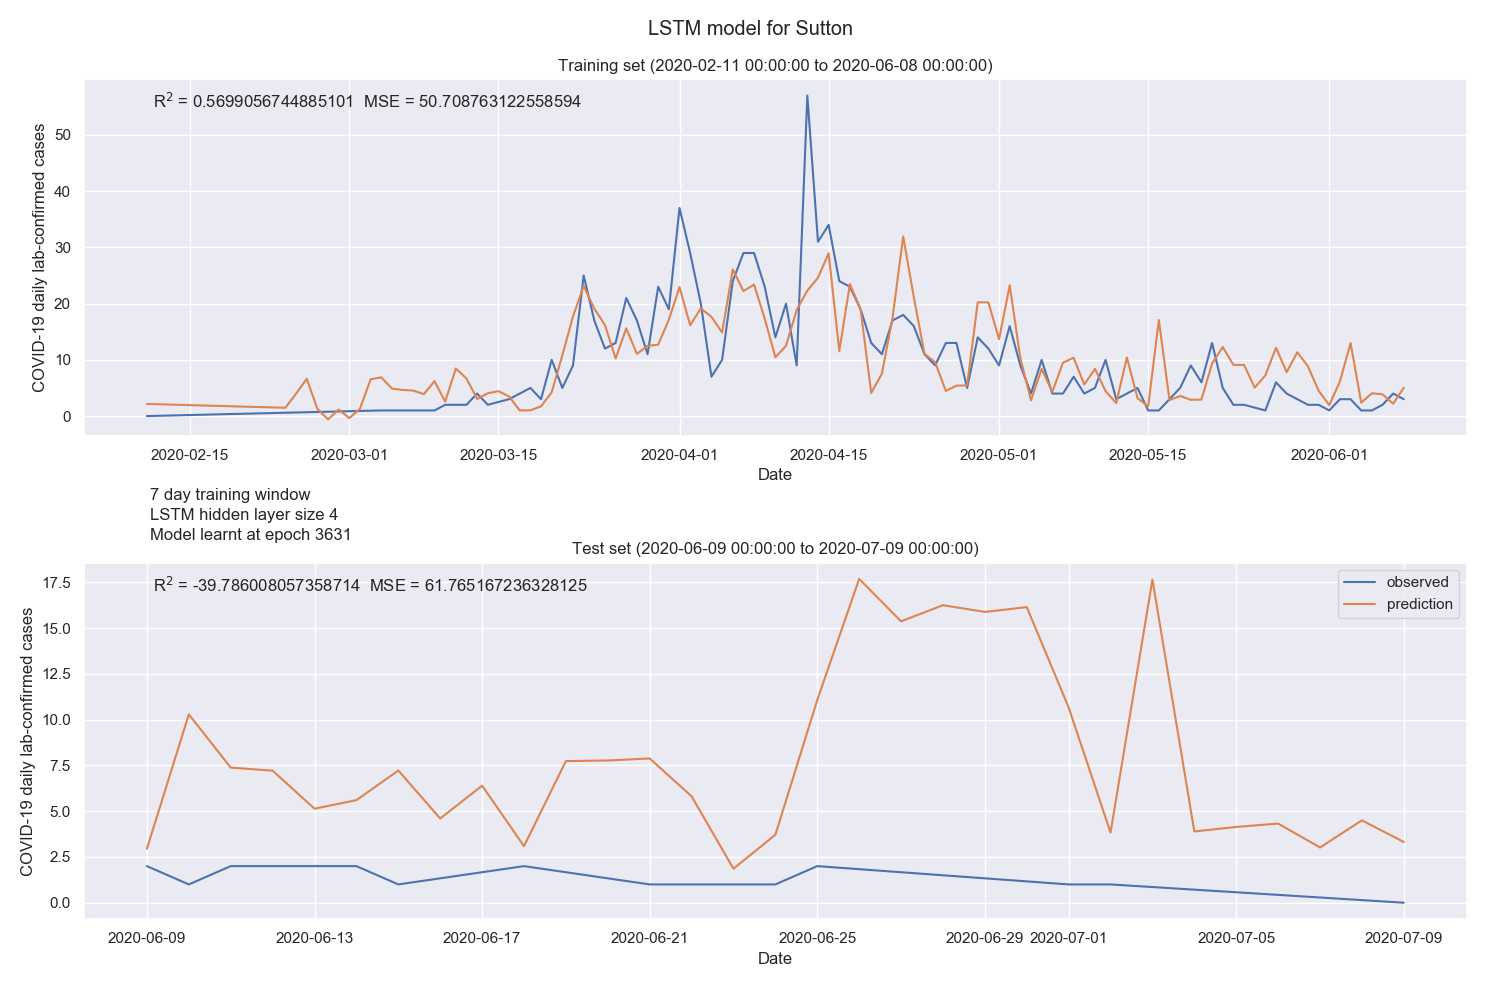 LSTM model for Sutton
Training set (2020-02-11 00:00:00 to 2020-06-08 00:00:00)
R² = 0.5699056744885101 MSE = 50.708763122558594
COVID-19 daily lab-confirmed cases
50
40
30
20
10
0
2020-02-15 2020-03-01 2020-03-15 2020-04-01 2020-04-15 2020-05-01 2020-05-15 2020-06-01
Date
7 day training window
LSTM hidden layer size 4
Model learnt at epoch 3631
Test set (2020-06-09 00:00:00 to 2020-07-09 00:00:00)
R² = -39.786008057358714 MSE = 61.765167236328125
observed
prediction
COVID-19 daily lab-confirmed cases
17.5
15.0
12.5
10.0
7.5
5.0
2.5
0.0
2020-06-09 2020-06-13 2020-06-17 2020-06-21 2020-06-25 2020-06-29 2020-07-01 2020-07-05 2020-07-09
Date